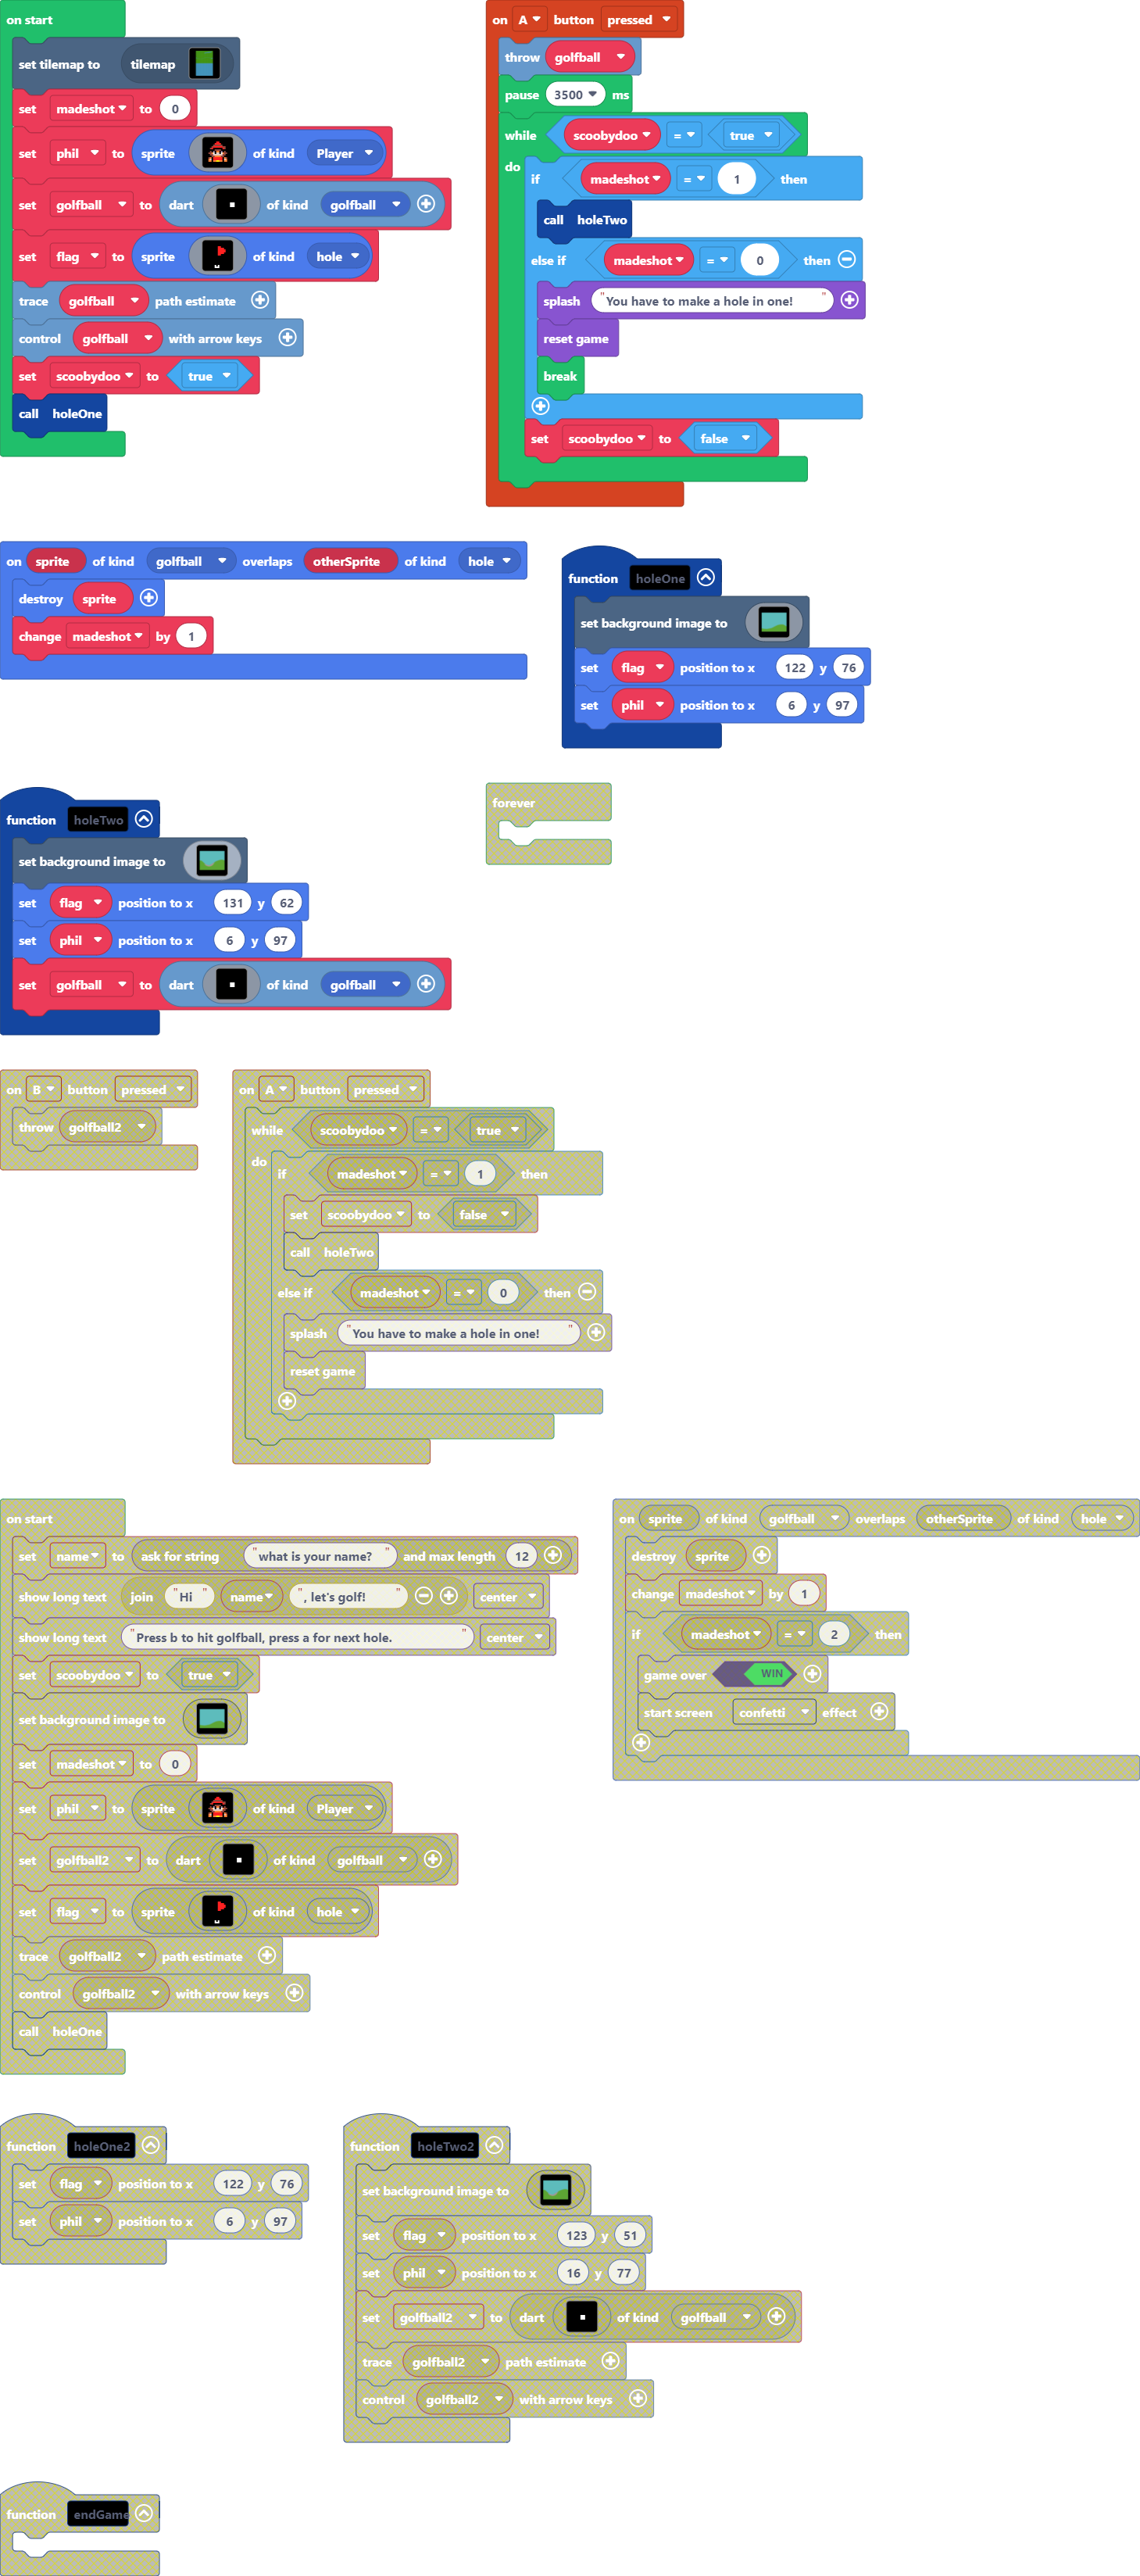 on start
set tilemap to tilemap
set madeshot to 0
set phil to sprite of kind Player
set golfball to dart of kind golfball
set flag to sprite of kind hole
trace golfball path estimate
control golfball with arrow keys
set scoobydoo to true
call holeOne
on A button pressed
throw golfball
pause 3500 ms
while scoobydoo = true
do
if madeshot = 1 then
call holeTwo
else if madeshot = 0 then
splash "You have to make a hole in one! "
reset game
break
set scoobydoo to false
on sprite of kind golfball overlaps otherSprite of kind hole
destroy sprite
change madeshot by 1
function holeOne
set background image to
set flag position to x 122 y 76
set phil position to x 6 y 97
function holeTwo
set background image to
set flag position to x 131 y 62
set phil position to x 6 y 97
set golfball to dart of kind golfball
forever
on B button pressed
throw golfball2
on A button pressed
while scoobydoo = true
do
if madeshot = 1 then
set scoobydoo to false
call holeTwo
else if madeshot = 0 then
splash "You have to make a hole in one! "
reset game
on start
set name to ask for string "what is your name? " and max length 12
show long text join "Hi " name ", let's golf! " center
show long text "Press b to hit golfball, press a for next hole. " center
set scoobydoo to true
set background image to
set madeshot to 0
set phil to sprite of kind Player
set golfball2 to dart of kind golfball
set flag to sprite of kind hole
trace golfball2 path estimate
control golfball2 with arrow keys
call holeOne
on sprite of kind golfball overlaps otherSprite of kind hole
destroy sprite
change madeshot by 1
if madeshot = 2 then
game over WIN
start screen confetti effect
function holeOne2
set flag position to x 122 y 76
set phil position to x 6 y 97
function holeTwo2
set background image to
set flag position to x 123 y 51
set phil position to x 16 y 77
set golfball2 to dart of kind golfball
trace golfball2 path estimate
control golfball2 with arrow keys
function endGame